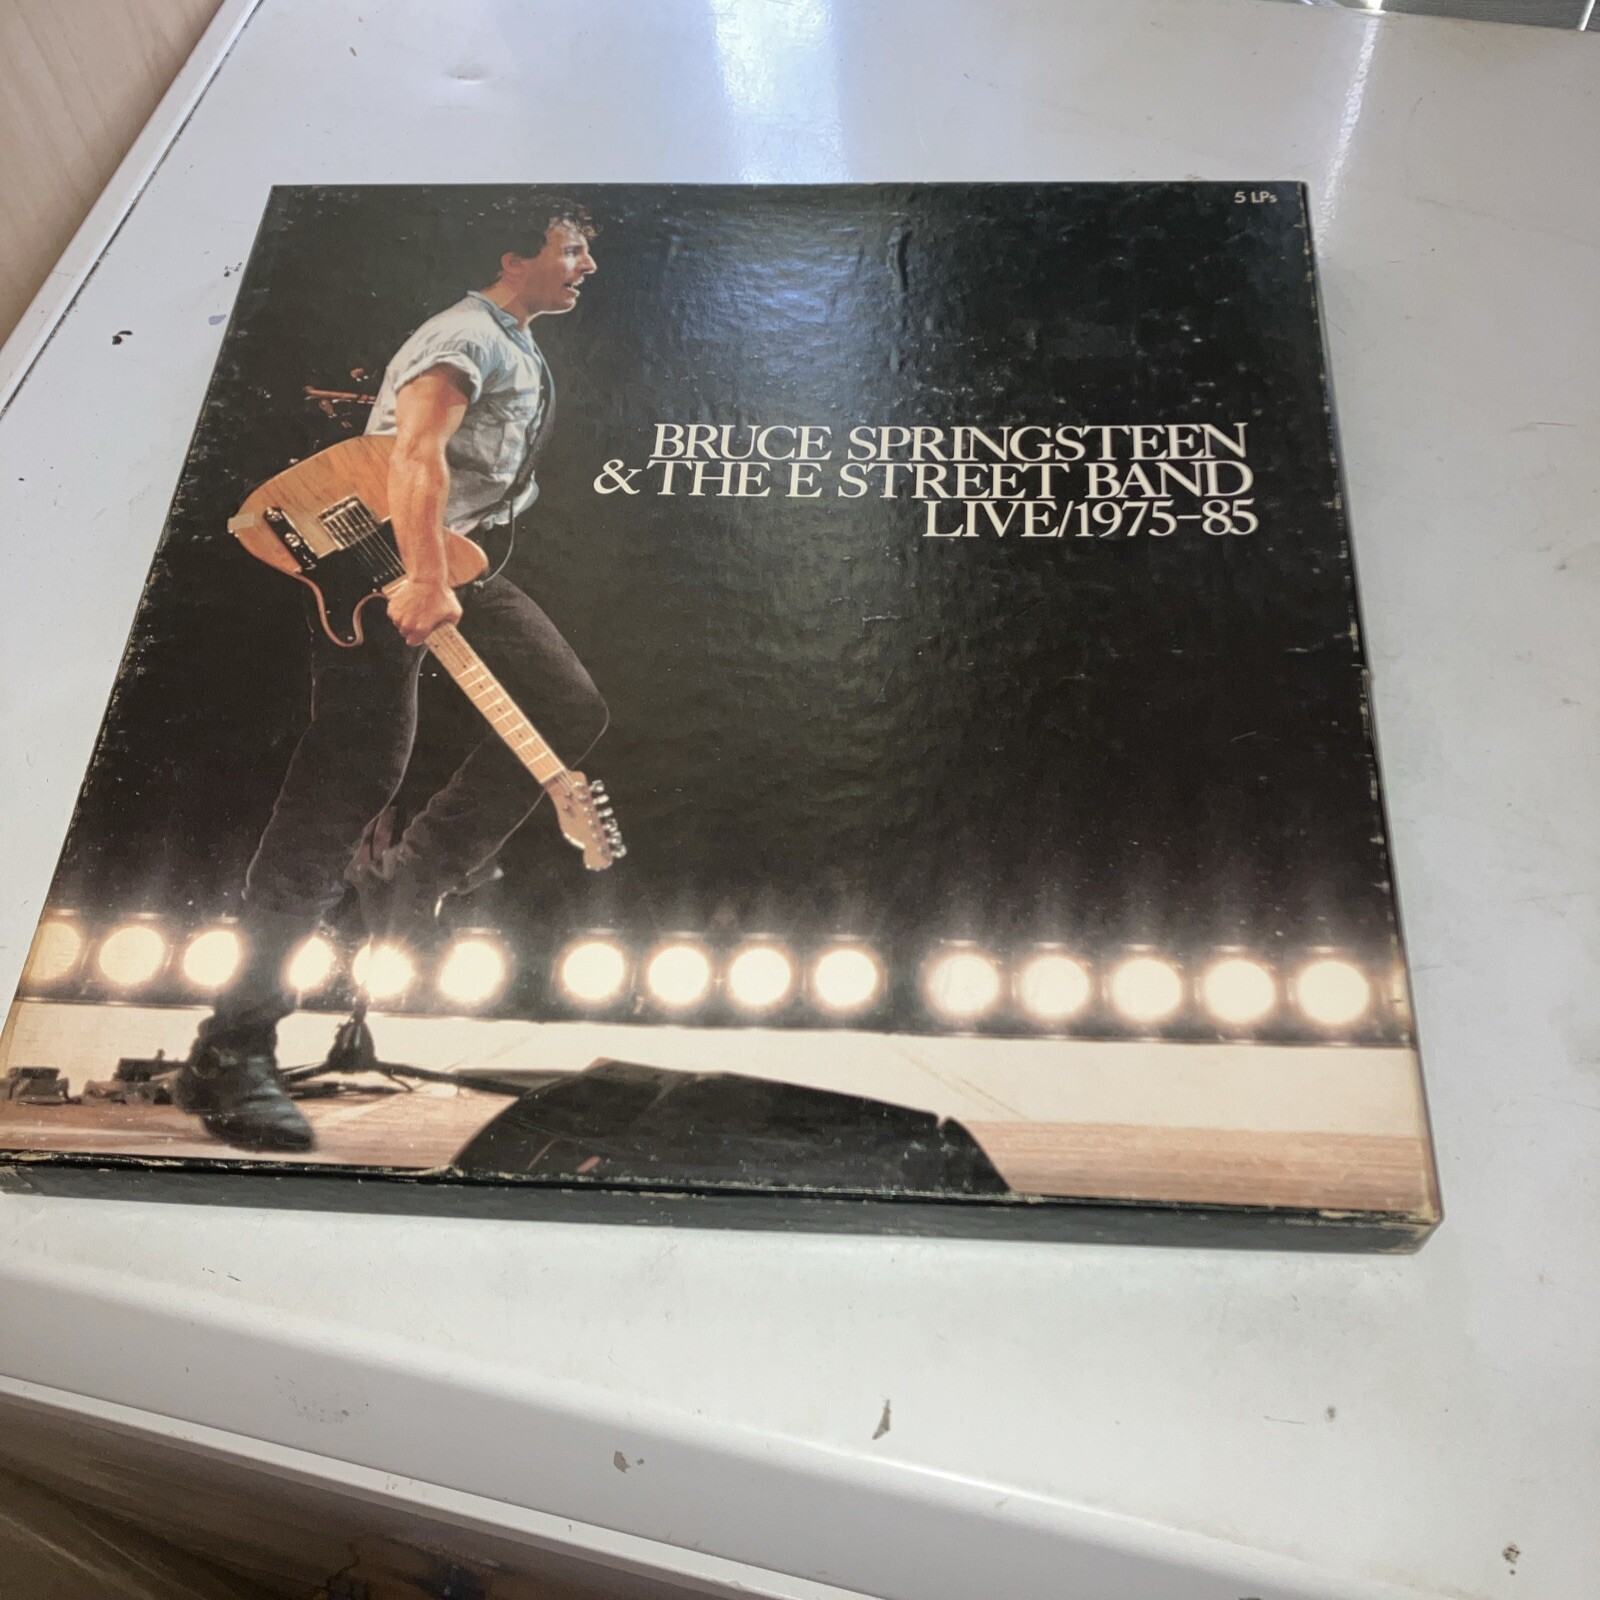 5 LPs
BRUCE SPRINGSTEEN
& THE E STREET BAND
LIVE/1975–85